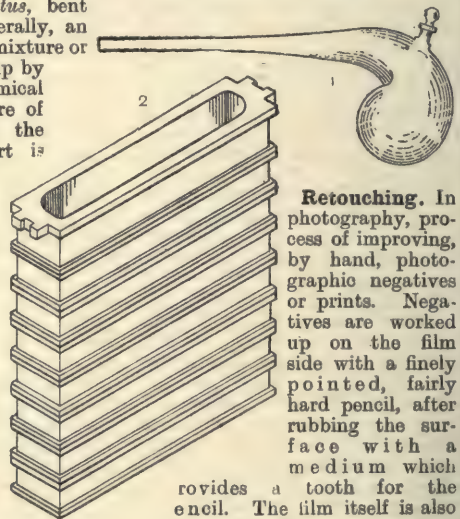 tus, bent
erally, an
mixture or
p by
mical
re of
the
rt is
1
2
Retouching. In
photography, pro-
cess of improving,
by hand, photo-
graphic negatives
or prints. Nega-
tives are worked
up on the film
side with a finely
pointed, fairly
hard pencil, after
rubbing the sur-
face with a
medium which
rovides a tooth for the
encil. The film itself is also